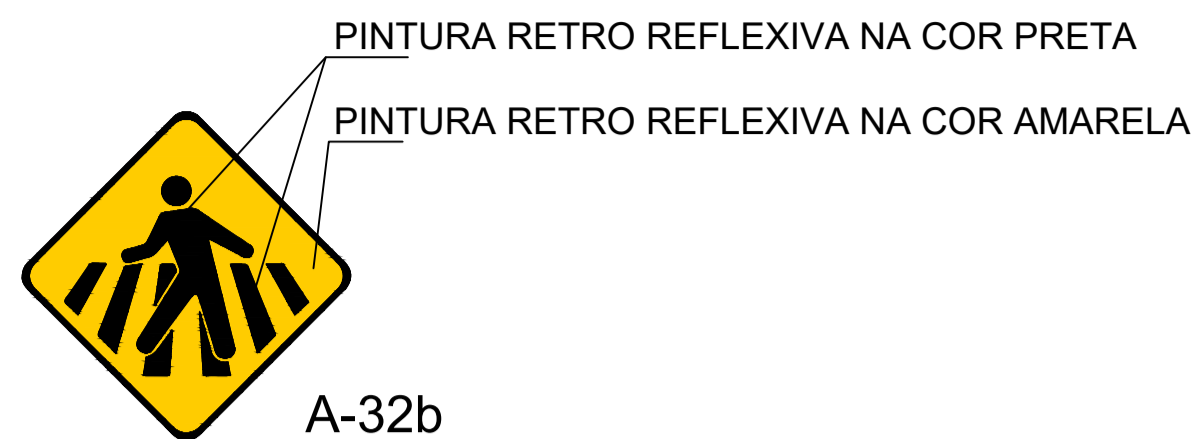 PINTURA RETRO REFLEXIVA NA COR PRETA
PINTURA RETRO REFLEXIVA NA COR AMARELA
A-32b